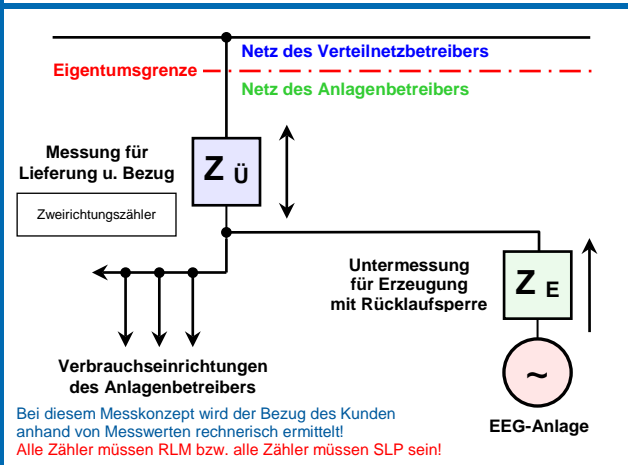 Netz des Verteilnetzbetreibers
Eigentumsgrenze
Netz des Anlagenbetreibers
Messung für
Lieferung u. Bezug
Z Ü
Zweirichtungszähler
Untermessung
für Erzeugung
mit Rücklaufsperre
Z E
Verbrauchseinrichtungen
des Anlagenbetreibers
~
EEG-Anlage
Bei diesem Messkonzept wird der Bezug des Kunden
anhand von Messwerten rechnerisch ermittelt!
Alle Zähler müssen RLM bzw. alle Zähler müssen SLP sein!